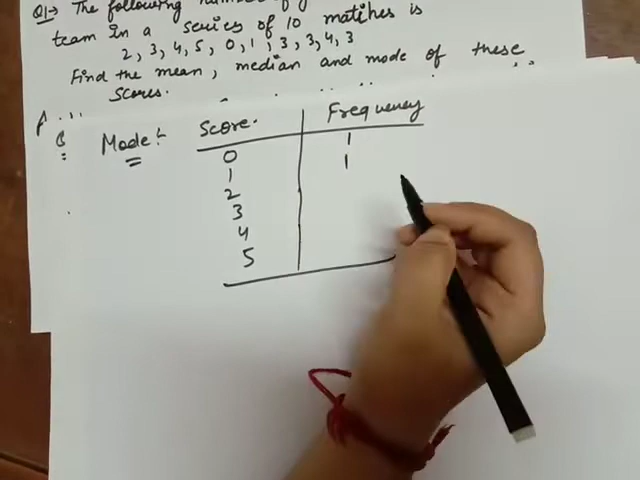 Q1→ The following
team in a series of 10 matches is
2, 3, 4, 5, 0, 1, 3, 3, 4, 3
Find the mean, median and mode of these
scores.
Mode:- Score. Frequency
0 1
1 1
2
3
4
5